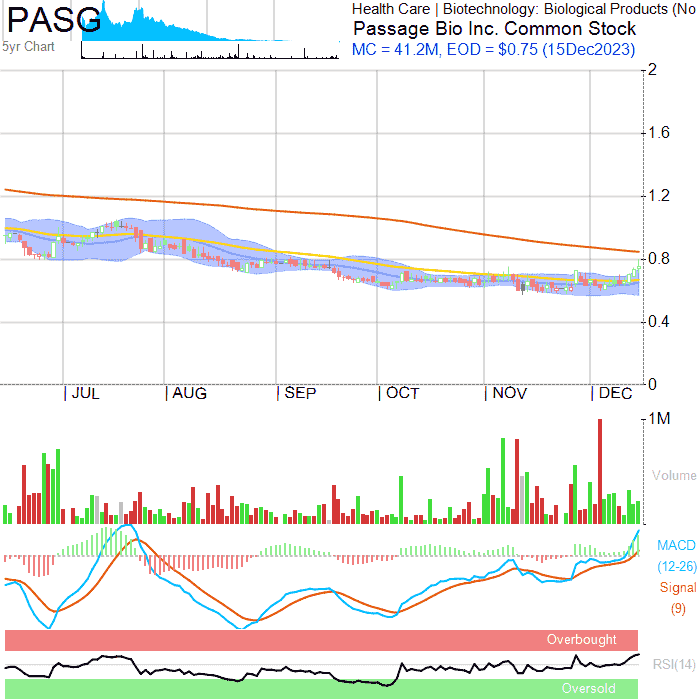 PASG
5yr Chart
Health Care | Biotechnology: Biological Products (No
Passage Bio Inc. Common Stock
MC = 41.2M, EOD = $0.75 (15Dec2023)
2
1.6
1.2
0.8
0.4
0
JUL AUG SEP OCT NOV DEC
1M
Volume
MACD
(12-26)
Signal
(9)
Overbought
RSI(14)
Oversold